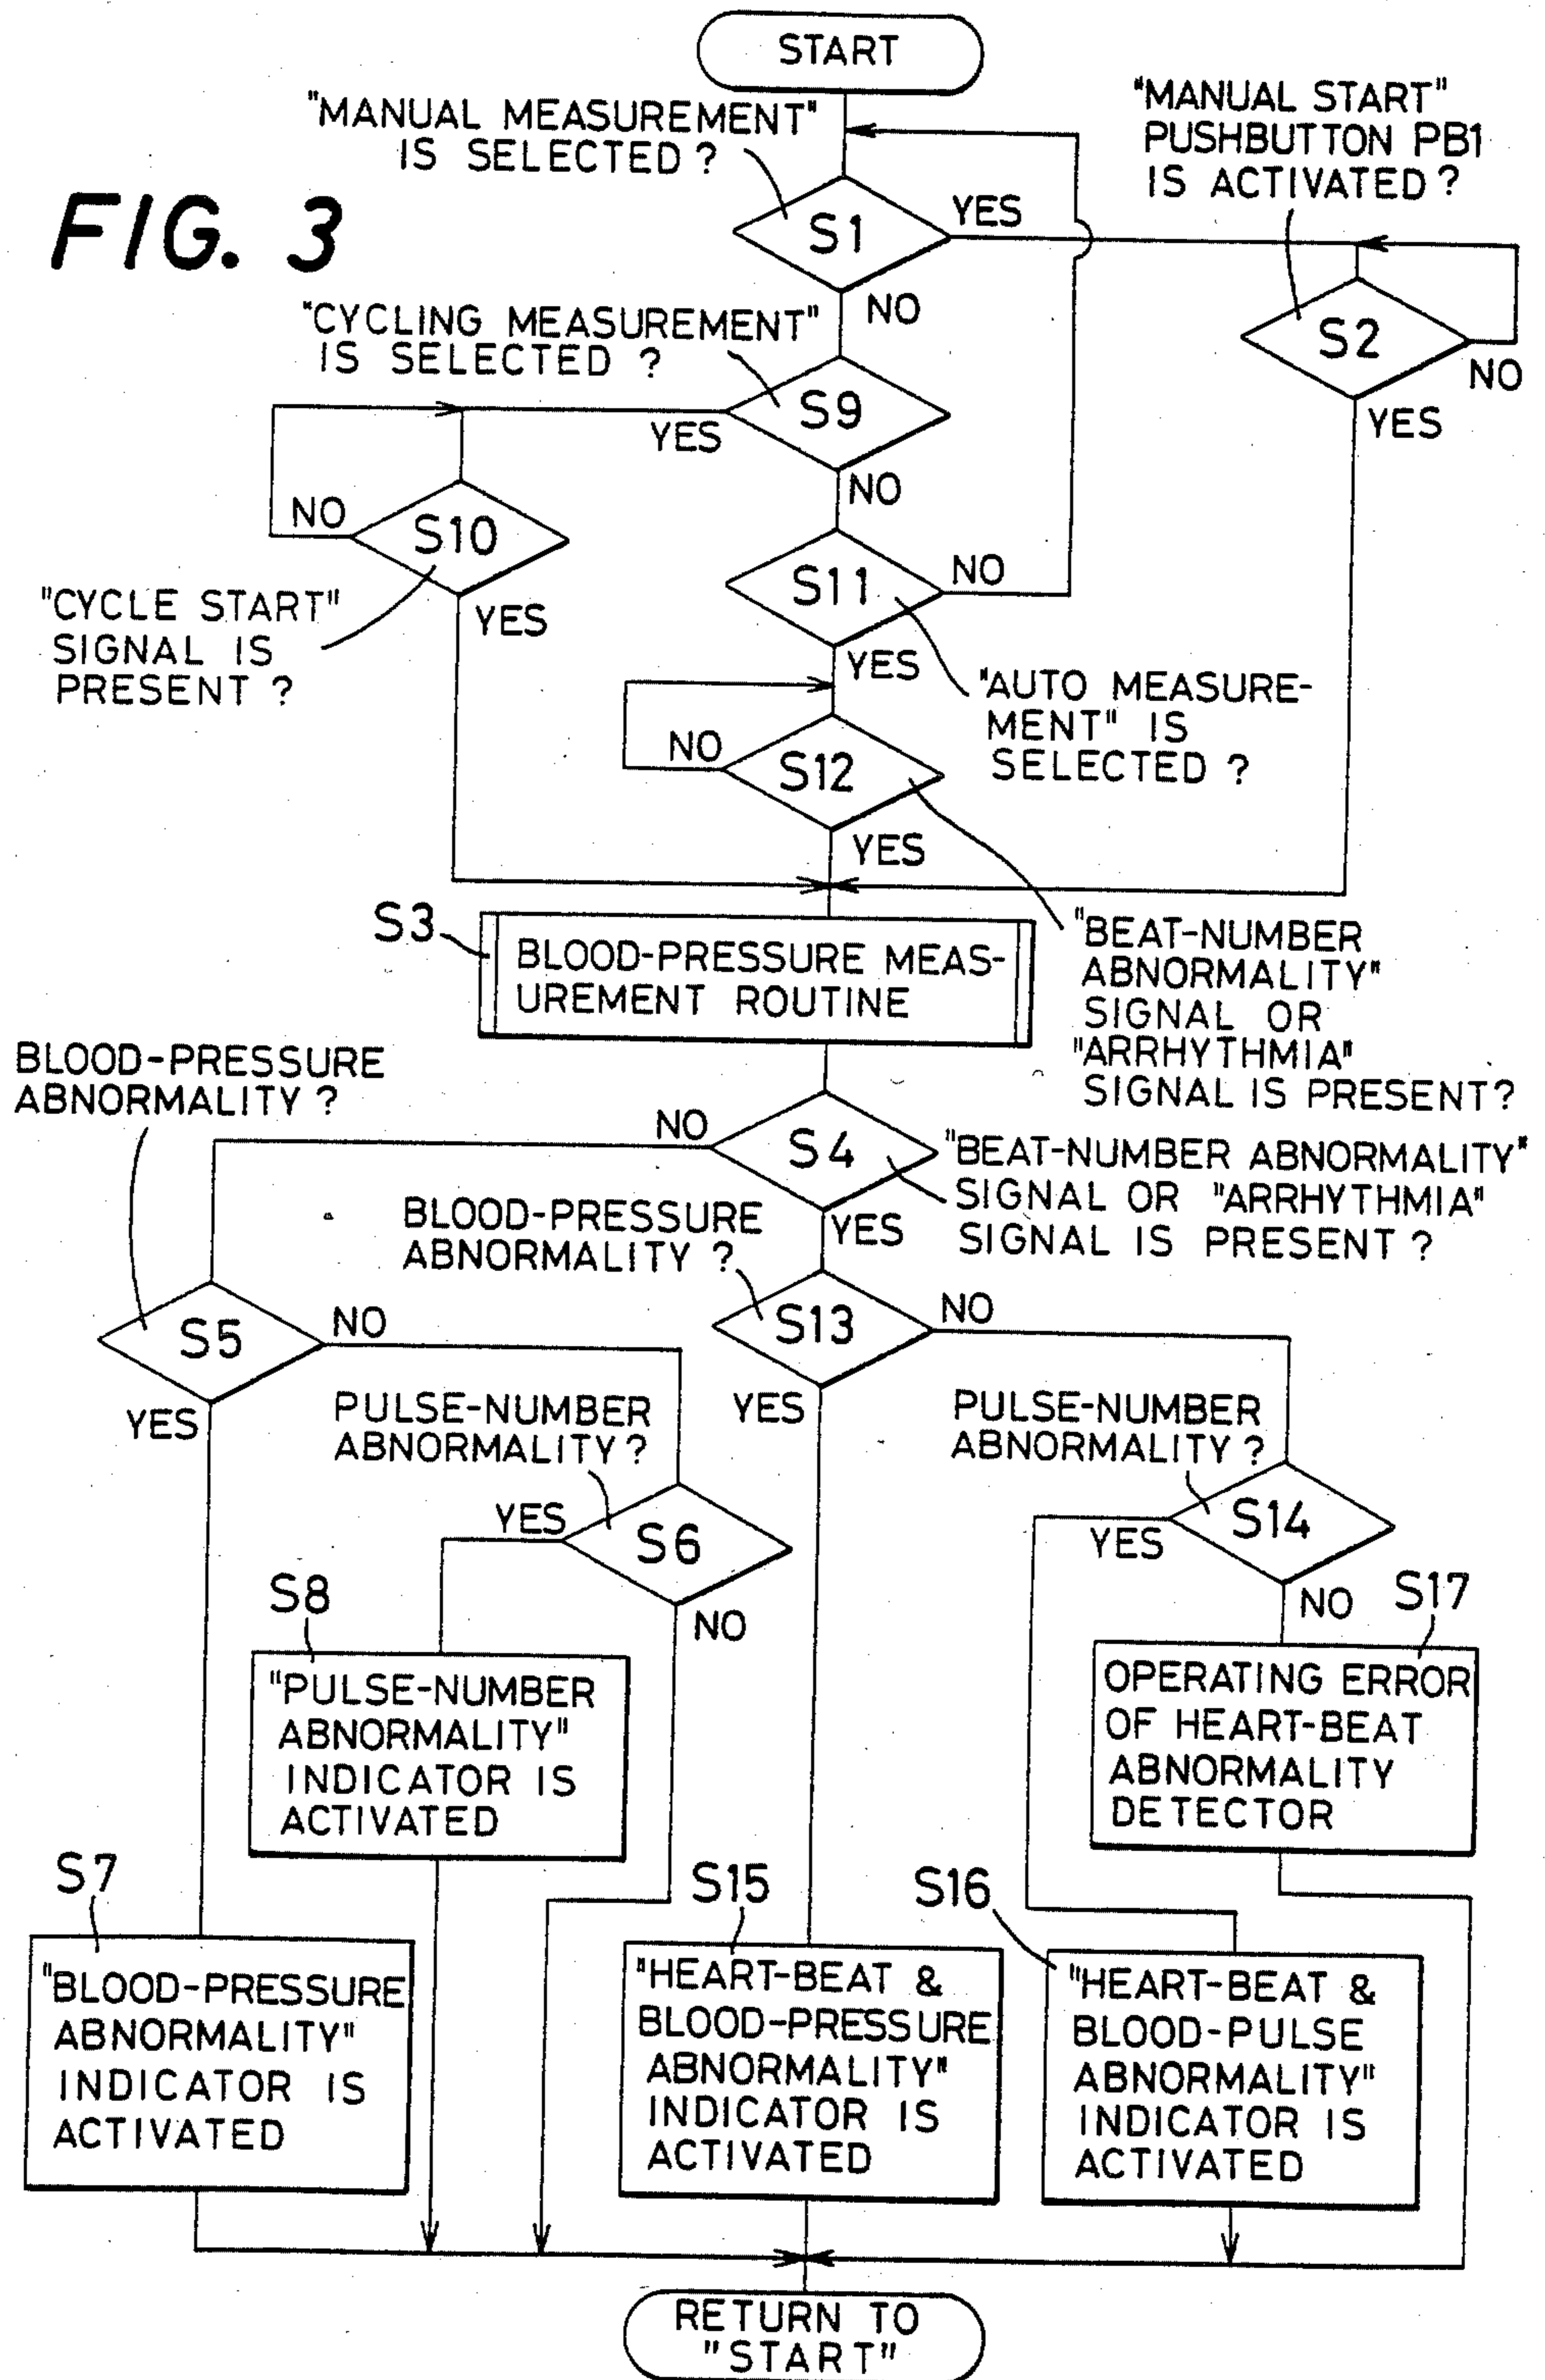 START
"MANUAL MEASUREMENT"
IS SELECTED ?
"MANUAL START"
PUSHBUTTON PB1
IS ACTIVATED ?
FIG. 3
S1
YES
NO
"CYCLING MEASUREMENT"
IS SELECTED ?
S2
NO
YES
S9
YES
NO
S10
NO
YES
"CYCLE START"
SIGNAL IS
PRESENT ?
S11
NO
YES
"AUTO MEASURE-
MENT" IS
SELECTED ?
S12
NO
YES
"BEAT-NUMBER
ABNORMALITY"
SIGNAL OR
"ARRHYTHMIA"
SIGNAL IS PRESENT?
S3
BLOOD-PRESSURE MEAS-
UREMENT ROUTINE
BLOOD-PRESSURE
ABNORMALITY ?
S4
NO
YES
"BEAT-NUMBER ABNORMALITY"
SIGNAL OR "ARRHYTHMIA"
SIGNAL IS PRESENT ?
BLOOD-PRESSURE
ABNORMALITY ?
S5
NO
YES
S13
NO
YES
PULSE-NUMBER
ABNORMALITY ?
S6
YES
NO
PULSE-NUMBER
ABNORMALITY ?
S14
YES
NO
S8
"PULSE-NUMBER
ABNORMALITY"
INDICATOR IS
ACTIVATED
S17
OPERATING ERROR
OF HEART-BEAT
ABNORMALITY
DETECTOR
S7
"BLOOD-PRESSURE
ABNORMALITY"
INDICATOR IS
ACTIVATED
S15
"HEART-BEAT &
BLOOD-PRESSURE
ABNORMALITY"
INDICATOR IS
ACTIVATED
S16
"HEART-BEAT &
BLOOD-PULSE
ABNORMALITY"
INDICATOR IS
ACTIVATED
RETURN TO
"START"